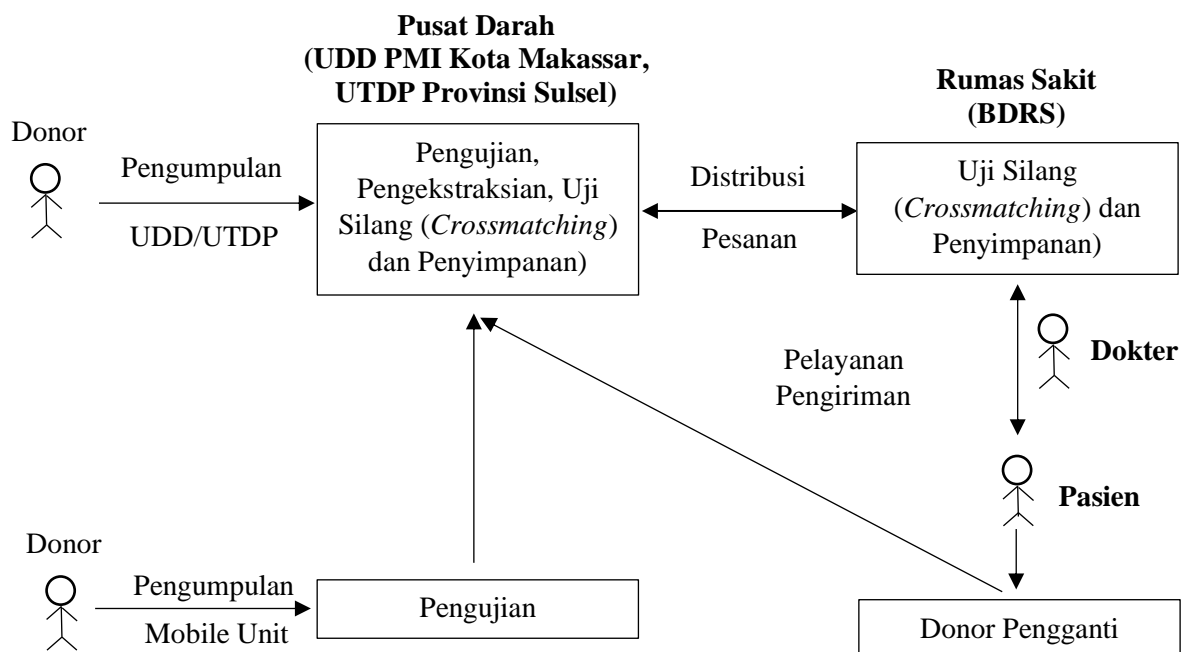 Pusat Darah
(UDD PMI Kota Makassar,
UTDP Provinsi Sulsel)
Rumas Sakit
(BDRS)
Donor
Pengumpulan
UDD/UTDP
Pengujian,
Pengekstraksian, Uji
Silang (Crossmatching)
dan Penyimpanan)
Distribusi
Pesanan
Uji Silang
(Crossmatching) dan
Penyimpanan)
Dokter
Pelayanan
Pengiriman
Pasien
Donor
Pengumpulan
Mobile Unit
Pengujian
Donor Pengganti